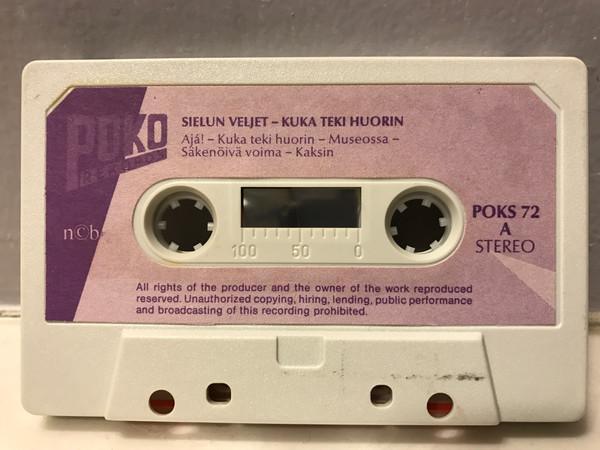 POKO
SIELUN VELJET – KUKA TEKI HUORIN
Ajá! – Kuka teki huorin – Museossa –
Säkenöivä voima – Kaksin
n©b
POKS 72
A
STEREO
100 50 0
All rights of the producer and the owner of the work reproduced
reserved. Unauthorized copying, hiring, lending, public performance
and broadcasting of this recording prohibited.